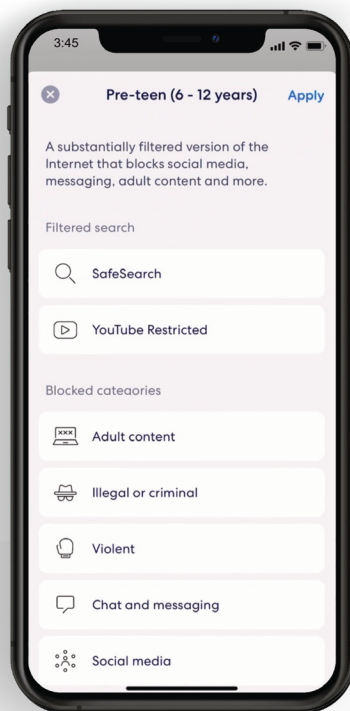 3:45
Pre-teen (6 - 12 years)
Apply
A substantially filtered version of the
Internet that blocks social media,
messaging, adult content and more.
Filtered search
SafeSearch
YouTube Restricted
Blocked categories
XXX
Adult content
Illegal or criminal
Violent
Chat and messaging
Social media